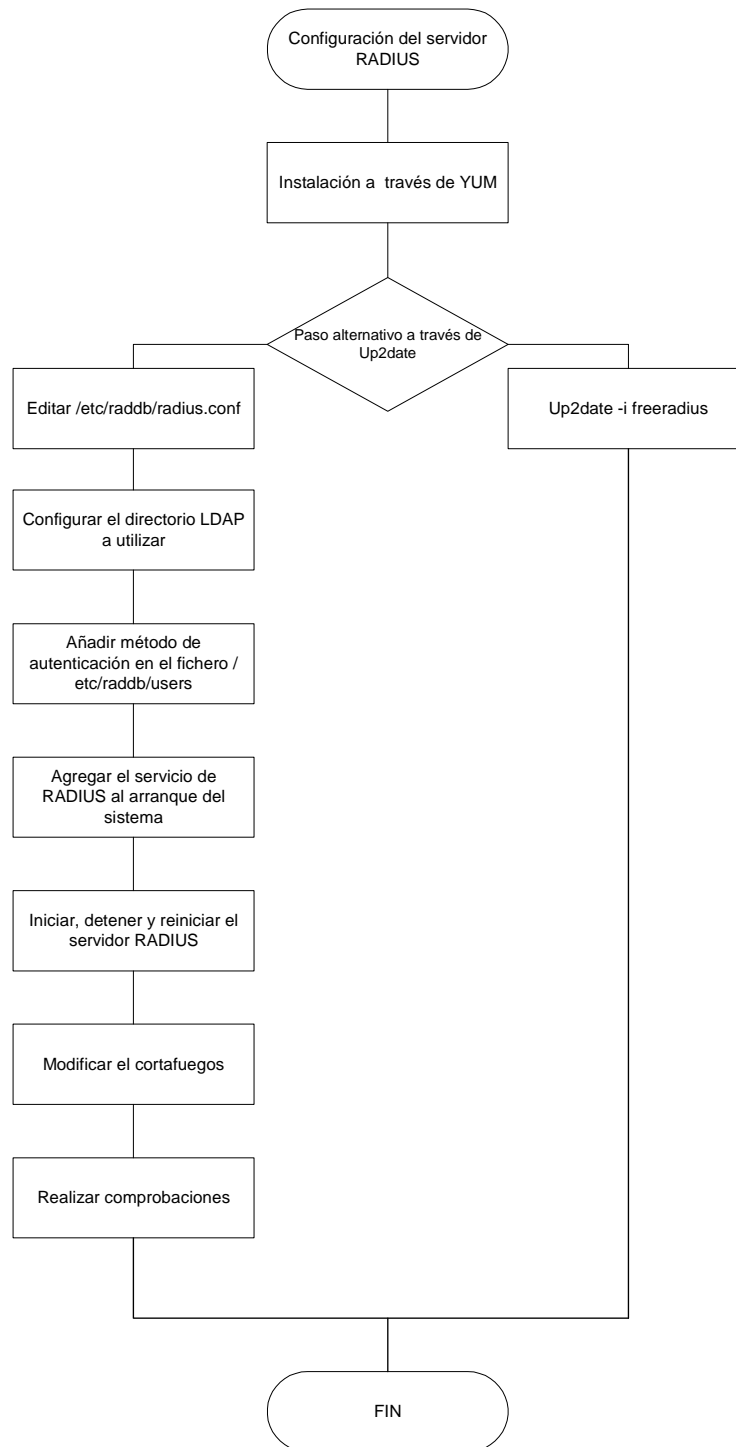 Configuración del servidor
RADIUS
Instalación a través de YUM
Paso alternativo a través de
Up2date
Editar /etc/raddb/radius.conf
Up2date -i freeradius
Configurar el directorio LDAP
a utilizar
Añadir método de
autenticación en el fichero /
etc/raddb/users
Agregar el servicio de
RADIUS al arranque del
sistema
Iniciar, detener y reiniciar el
servidor RADIUS
Modificar el cortafuegos
Realizar comprobaciones
FIN